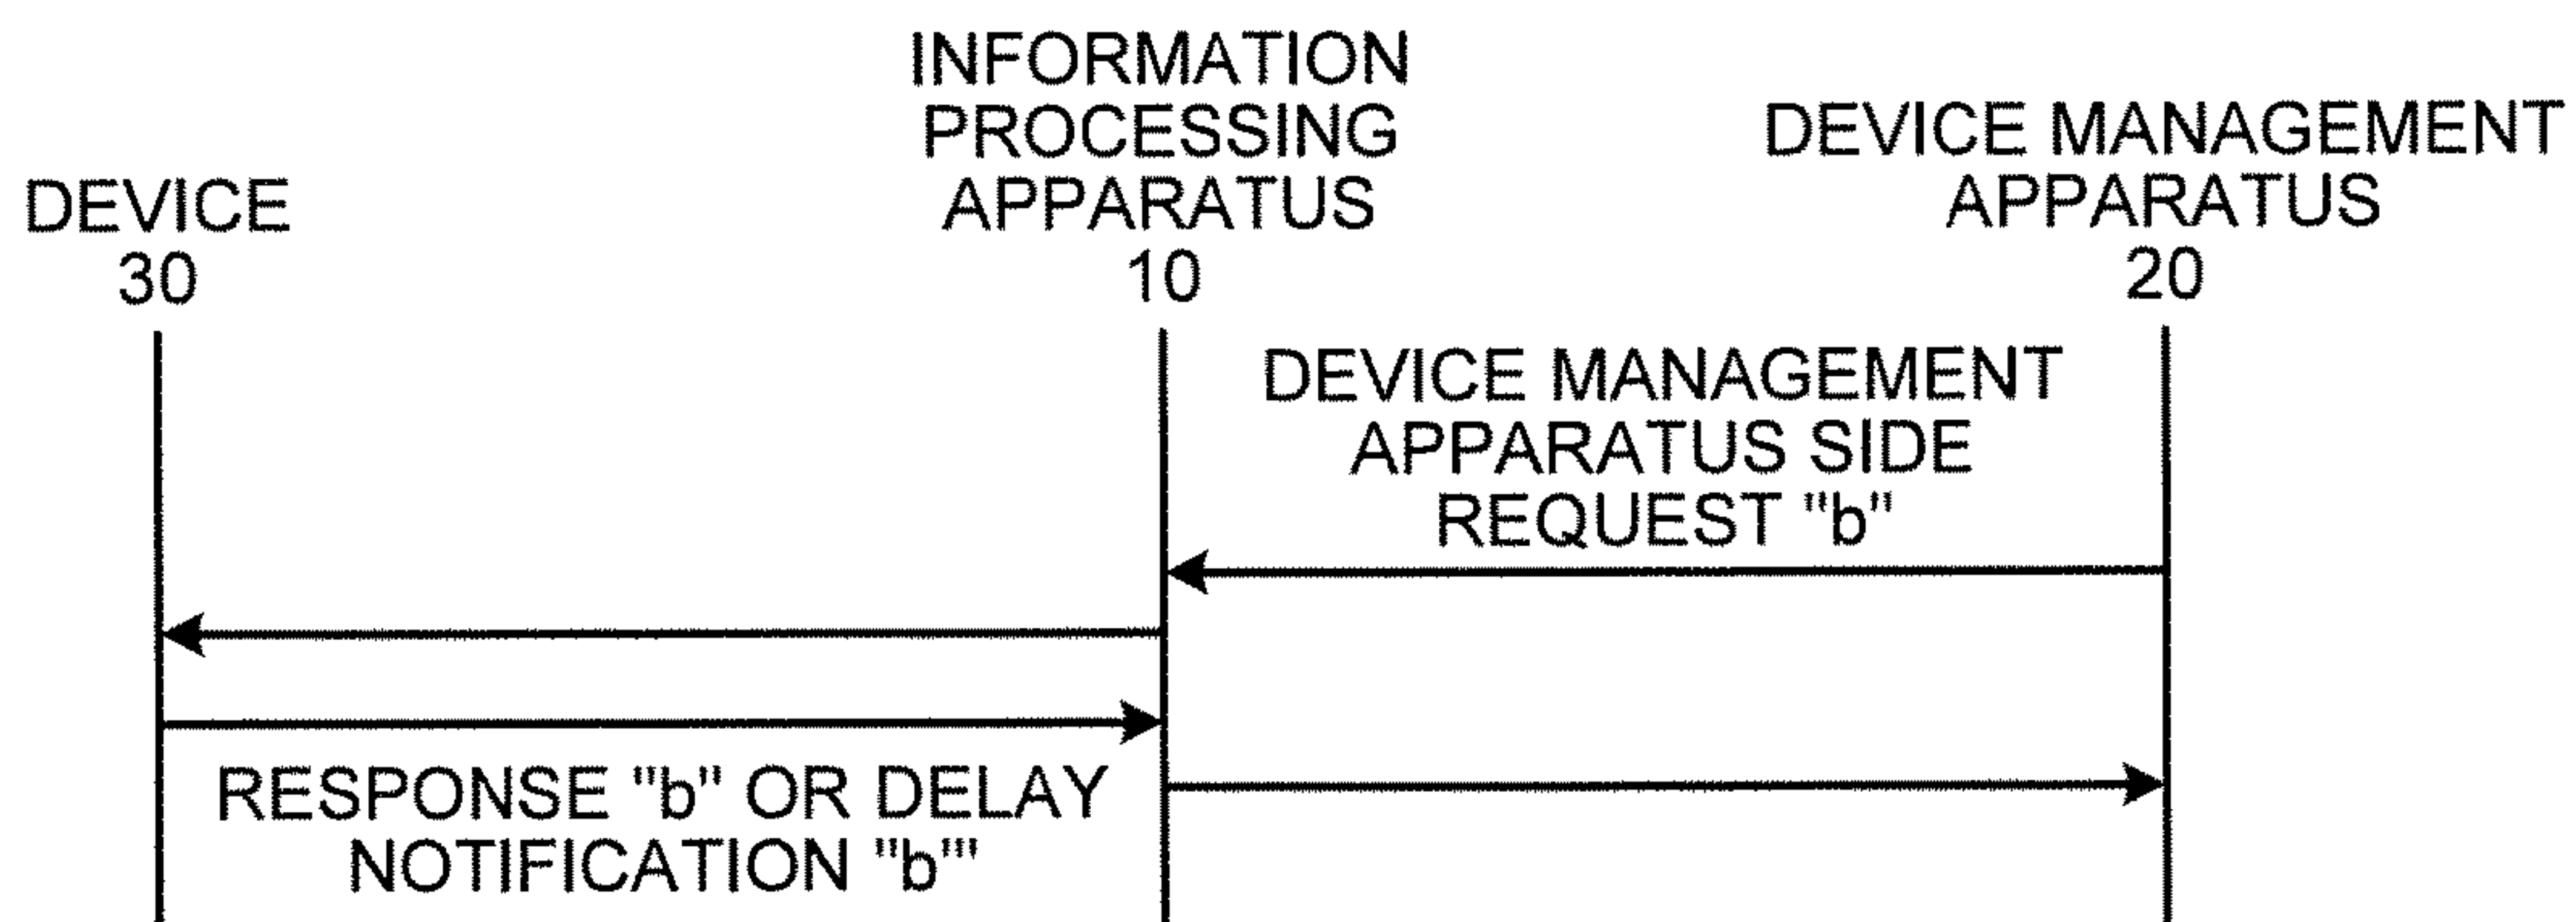 DEVICE
30
INFORMATION
PROCESSING
APPARATUS
10
DEVICE MANAGEMENT
APPARATUS
20
DEVICE MANAGEMENT
APPARATUS SIDE
REQUEST "b"
RESPONSE "b" OR DELAY
NOTIFICATION "b'"